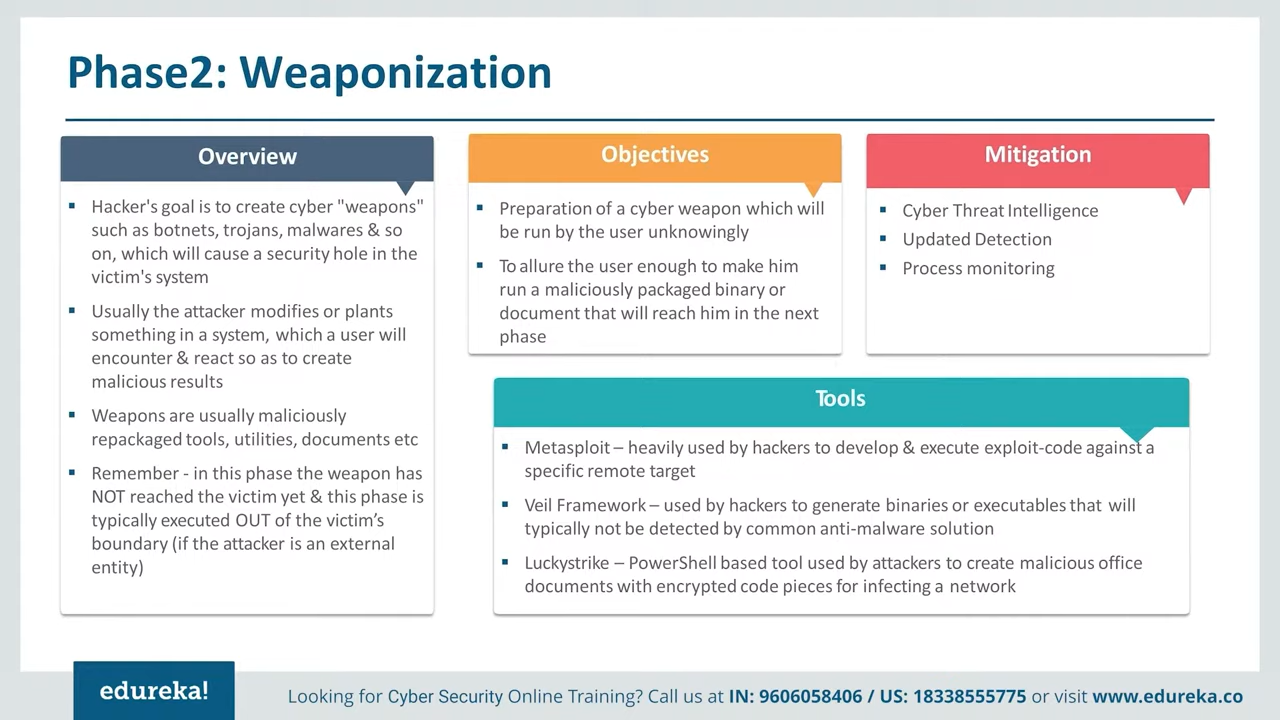 Phase2: Weaponization
Overview
▪ Hacker's goal is to create cyber "weapons"
such as botnets, trojans, malwares & so
on, which will cause a security hole in the
victim's system
▪ Usually the attacker modifies or plants
something in a system, which a user will
encounter & react so as to create
malicious results
▪ Weapons are usually maliciously
repackaged tools, utilities, documents etc
▪ Remember - in this phase the weapon has
NOT reached the victim yet & this phase is
typically executed OUT of the victim's
boundary (if the attacker is an external
entity)
Objectives
▪ Preparation of a cyber weapon which will
be run by the user unknowingly
▪ To allure the user enough to make him
run a maliciously packaged binary or
document that will reach him in the next
phase
Mitigation
▪ Cyber Threat Intelligence
▪ Updated Detection
▪ Process monitoring
Tools
▪ Metasploit – heavily used by hackers to develop & execute exploit-code against a
specific remote target
▪ Veil Framework – used by hackers to generate binaries or executables that will
typically not be detected by common anti-malware solution
▪ Luckystrike – PowerShell based tool used by attackers to create malicious office
documents with encrypted code pieces for infecting a network
edureka!
Looking for Cyber Security Online Training? Call us at IN: 9606058406 / US: 18338555775 or visit www.edureka.co